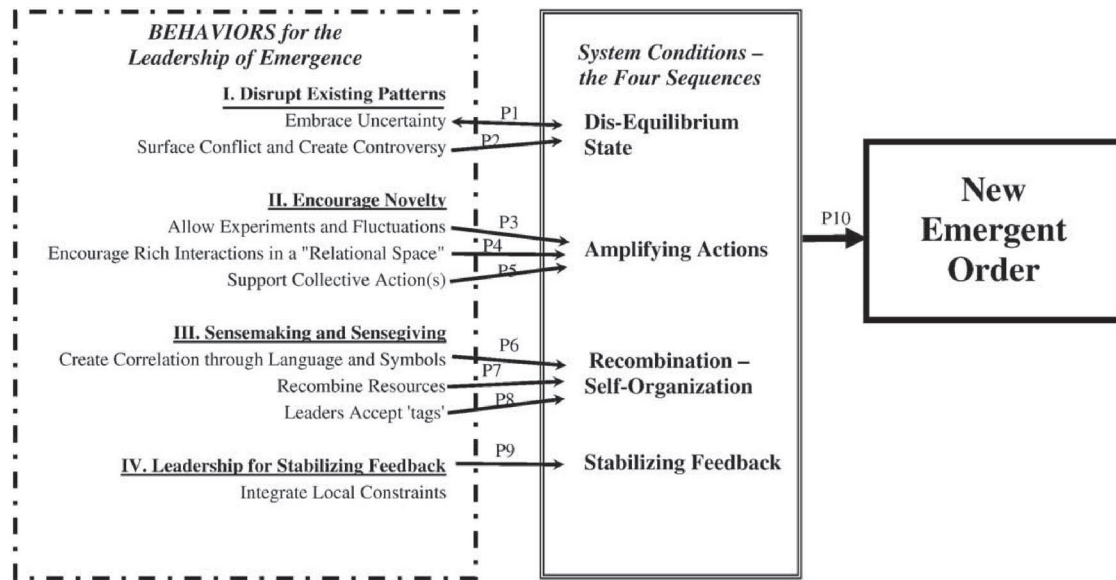 BEHAVIORS for the
Leadership of Emergence
I. Disrupt Existing Patterns
Embrace Uncertainty
Surface Conflict and Create Controversy
II. Encourage Novelty
Allow Experiments and Fluctuations
Encourage Rich Interactions in a "Relational Space"
Support Collective Action(s)
III. Sensemaking and Sensegiving
Create Correlation through Language and Symbols
Recombine Resources
Leaders Accept 'tags'
IV. Leadership for Stabilizing Feedback
Integrate Local Constraints
P1
P2
P3
P4
P5
P6
P7
P8
P9
System Conditions –
the Four Sequences
Dis-Equilibrium
State
Amplifying Actions
Recombination –
Self-Organization
Stabilizing Feedback
P10
New
Emergent
Order